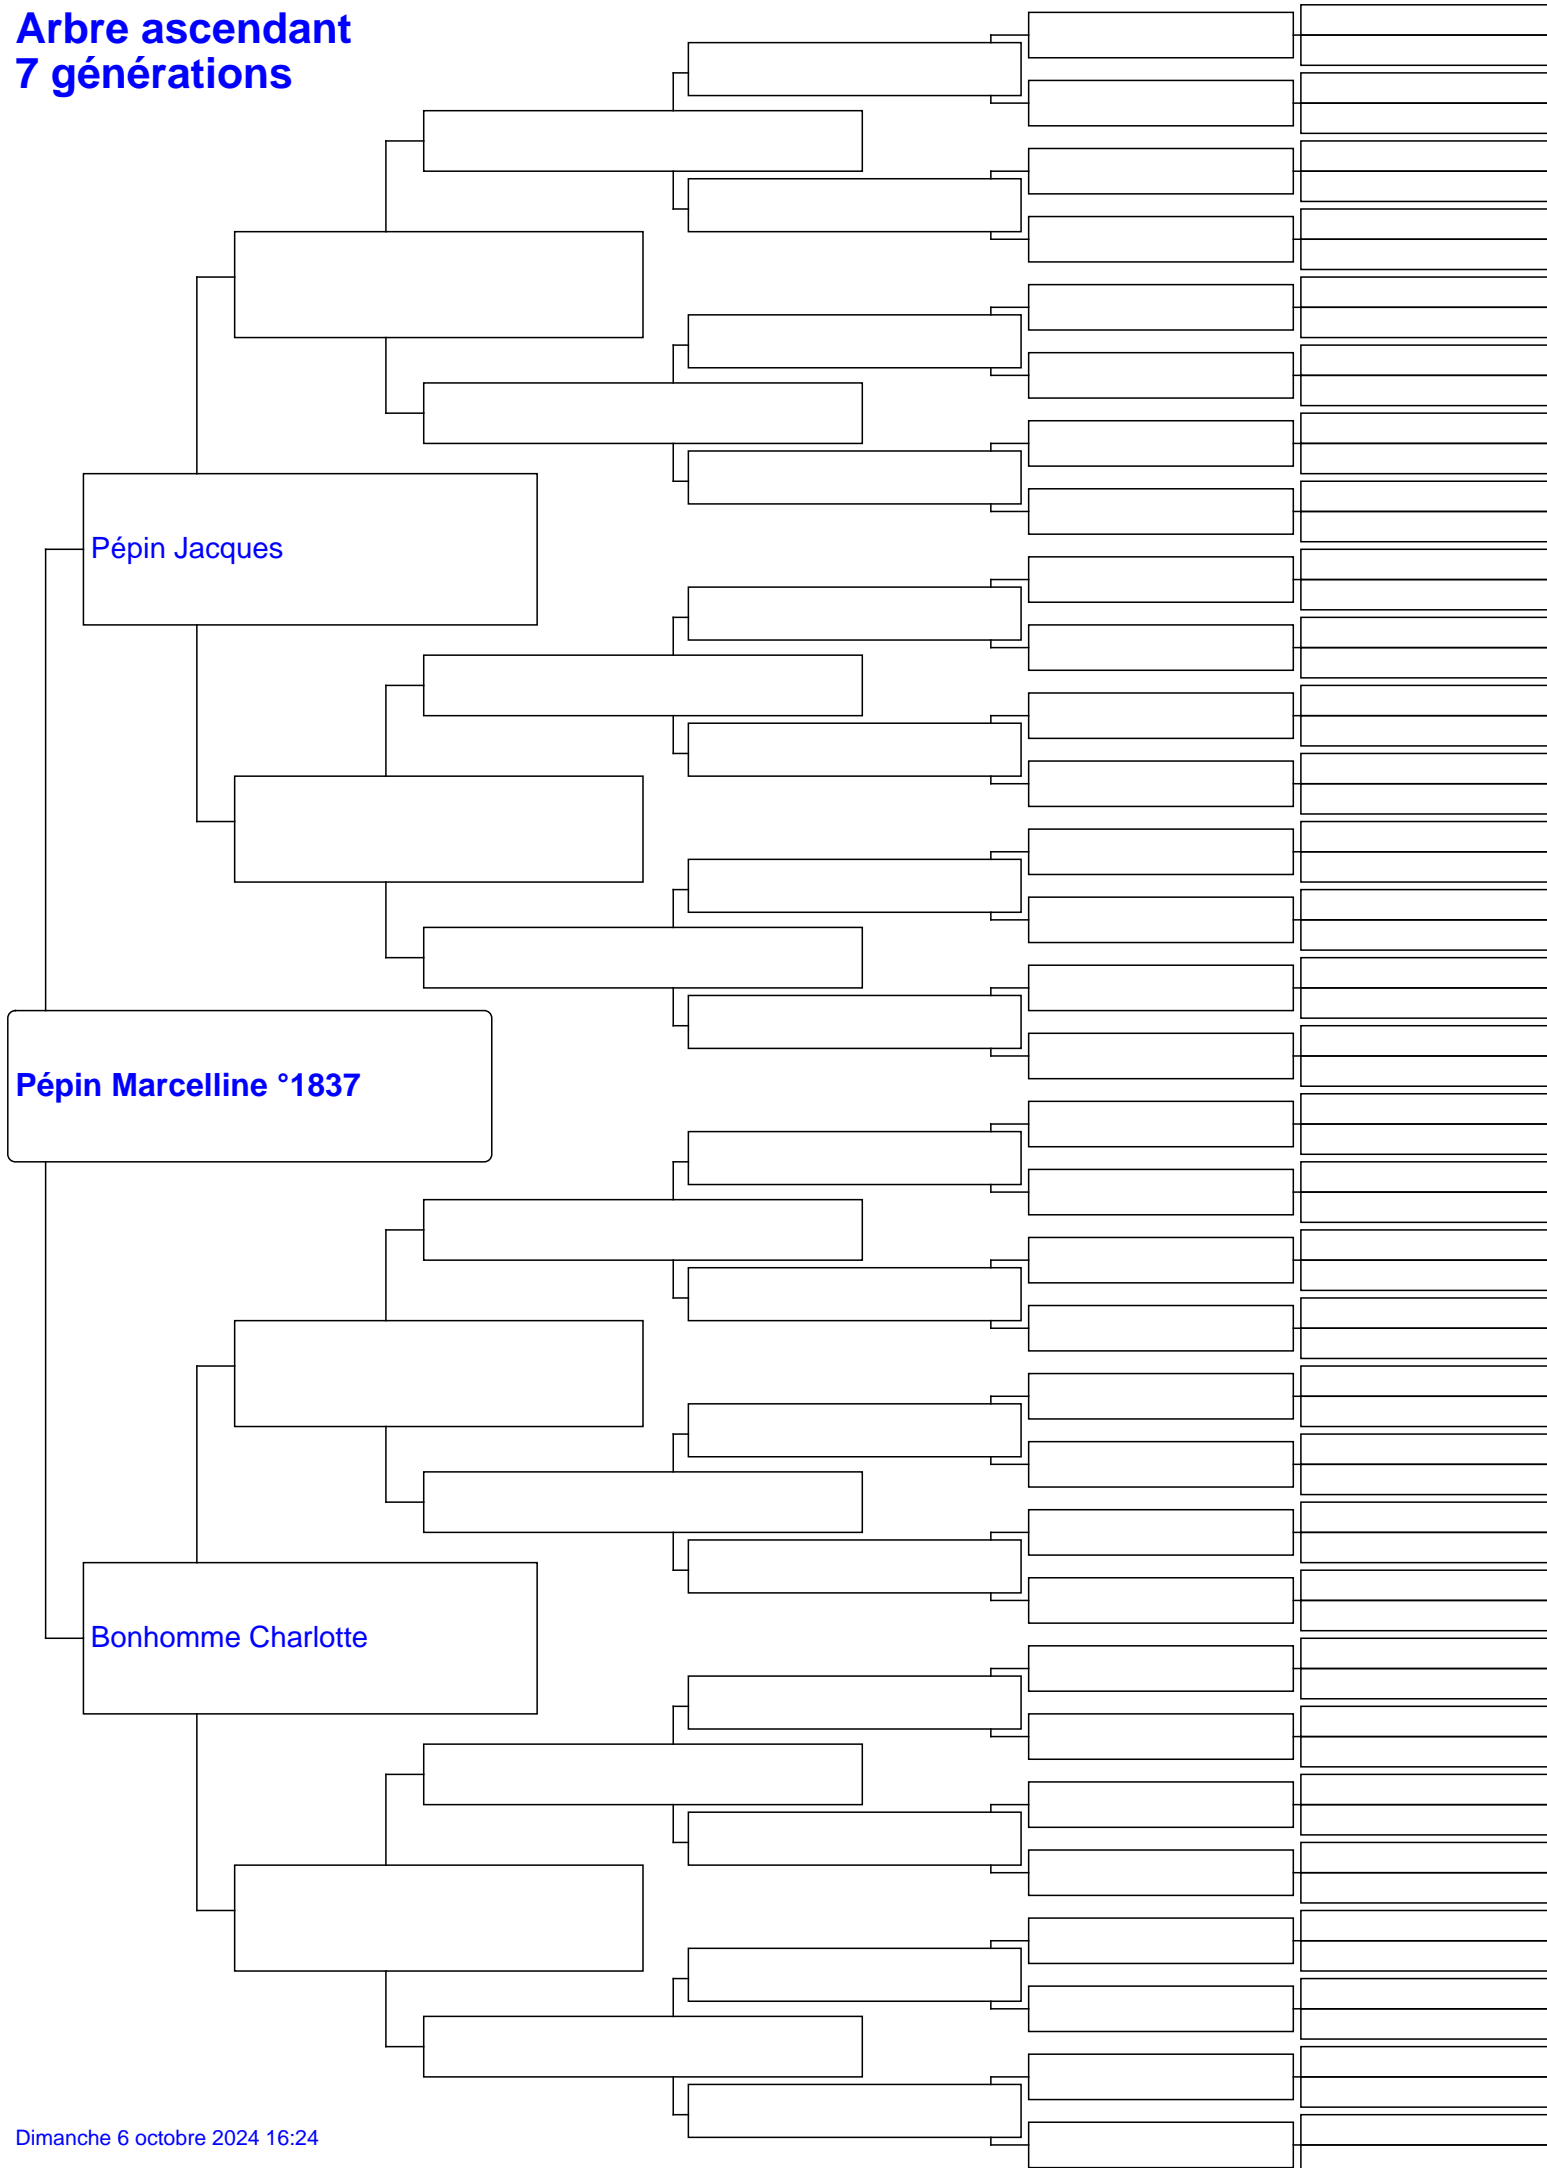 Arbre ascendant
7 générations
Pépin Jacques
Pépin Marcelline °1837
Bonhomme Charlotte
Dimanche 6 octobre 2024 16:24